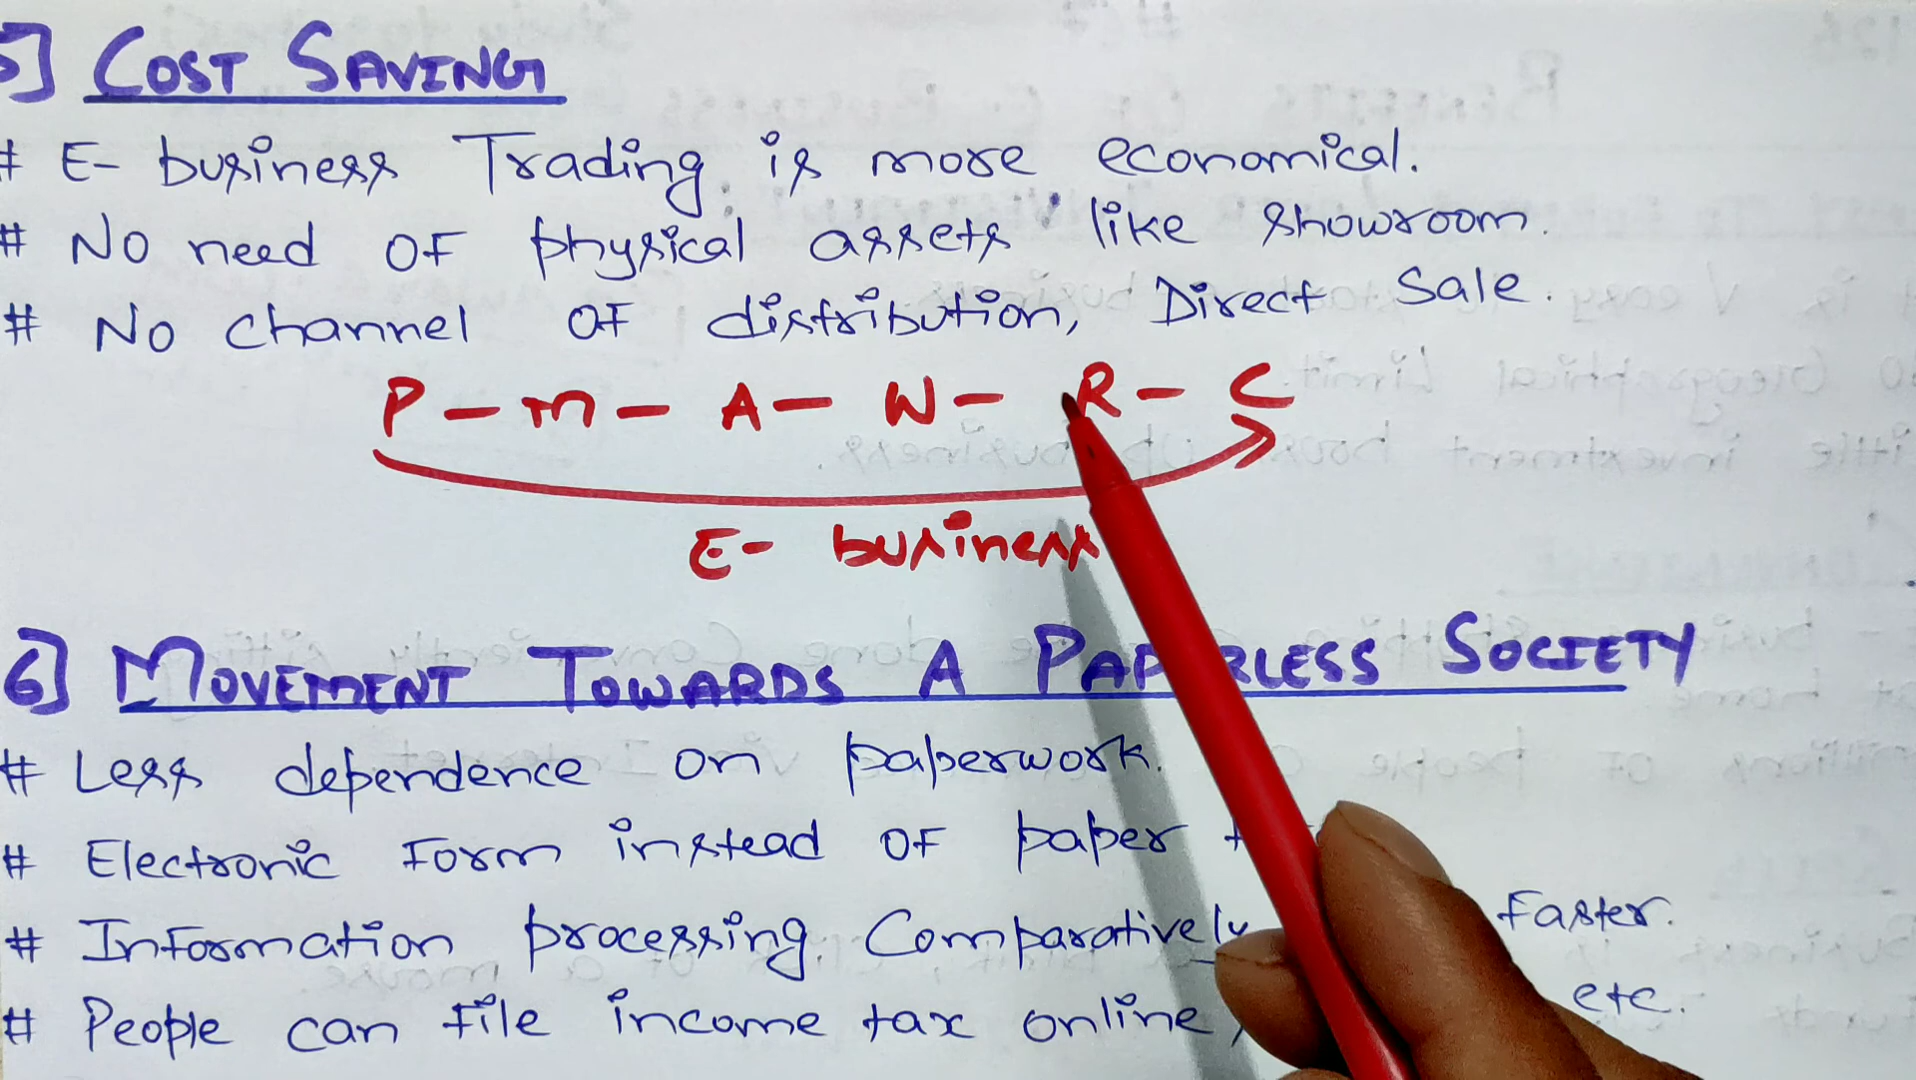 5] COST SAVING
# E- business Trading is more economical.
# No need of physical assets like showroom.
# No channel of distribution, Direct Sale.
P - M - A - W - R - C
E- business
6] MOVEMENT TOWARDS A PAPERLESS SOCIETY
# Less dependence on paperwork.
# Electronic form instead of paper
# Information processing comparatively faster.
# People can file income tax online, etc.